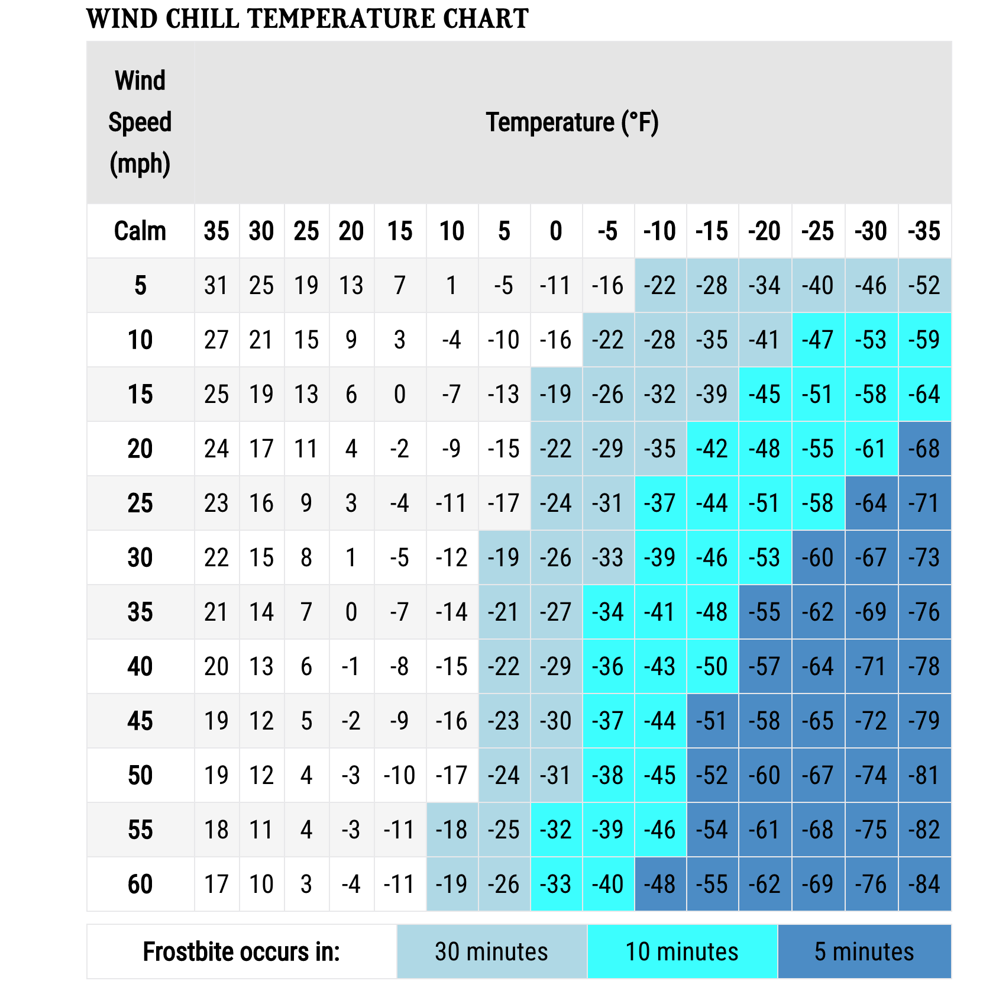 WIND CHILL TEMPERATURE CHART
Wind
Speed
(mph)
Temperature (°F)
Calm 35 30 25 20 15 10 5 0 -5 -10 -15 -20 -25 -30 -35
5 31 25 19 13 7 1 -5 -11 -16 -22 -28 -34 -40 -46 -52
10 27 21 15 9 3 -4 -10 -16 -22 -28 -35 -41 -47 -53 -59
15 25 19 13 6 0 -7 -13 -19 -26 -32 -39 -45 -51 -58 -64
20 24 17 11 4 -2 -9 -15 -22 -29 -35 -42 -48 -55 -61 -68
25 23 16 9 3 -4 -11 -17 -24 -31 -37 -44 -51 -58 -64 -71
30 22 15 8 1 -5 -12 -19 -26 -33 -39 -46 -53 -60 -67 -73
35 21 14 7 0 -7 -14 -21 -27 -34 -41 -48 -55 -62 -69 -76
40 20 13 6 -1 -8 -15 -22 -29 -36 -43 -50 -57 -64 -71 -78
45 19 12 5 -2 -9 -16 -23 -30 -37 -44 -51 -58 -65 -72 -79
50 19 12 4 -3 -10 -17 -24 -31 -38 -45 -52 -60 -67 -74 -81
55 18 11 4 -3 -11 -18 -25 -32 -39 -46 -54 -61 -68 -75 -82
60 17 10 3 -4 -11 -19 -26 -33 -40 -48 -55 -62 -69 -76 -84
Frostbite occurs in: 30 minutes 10 minutes 5 minutes